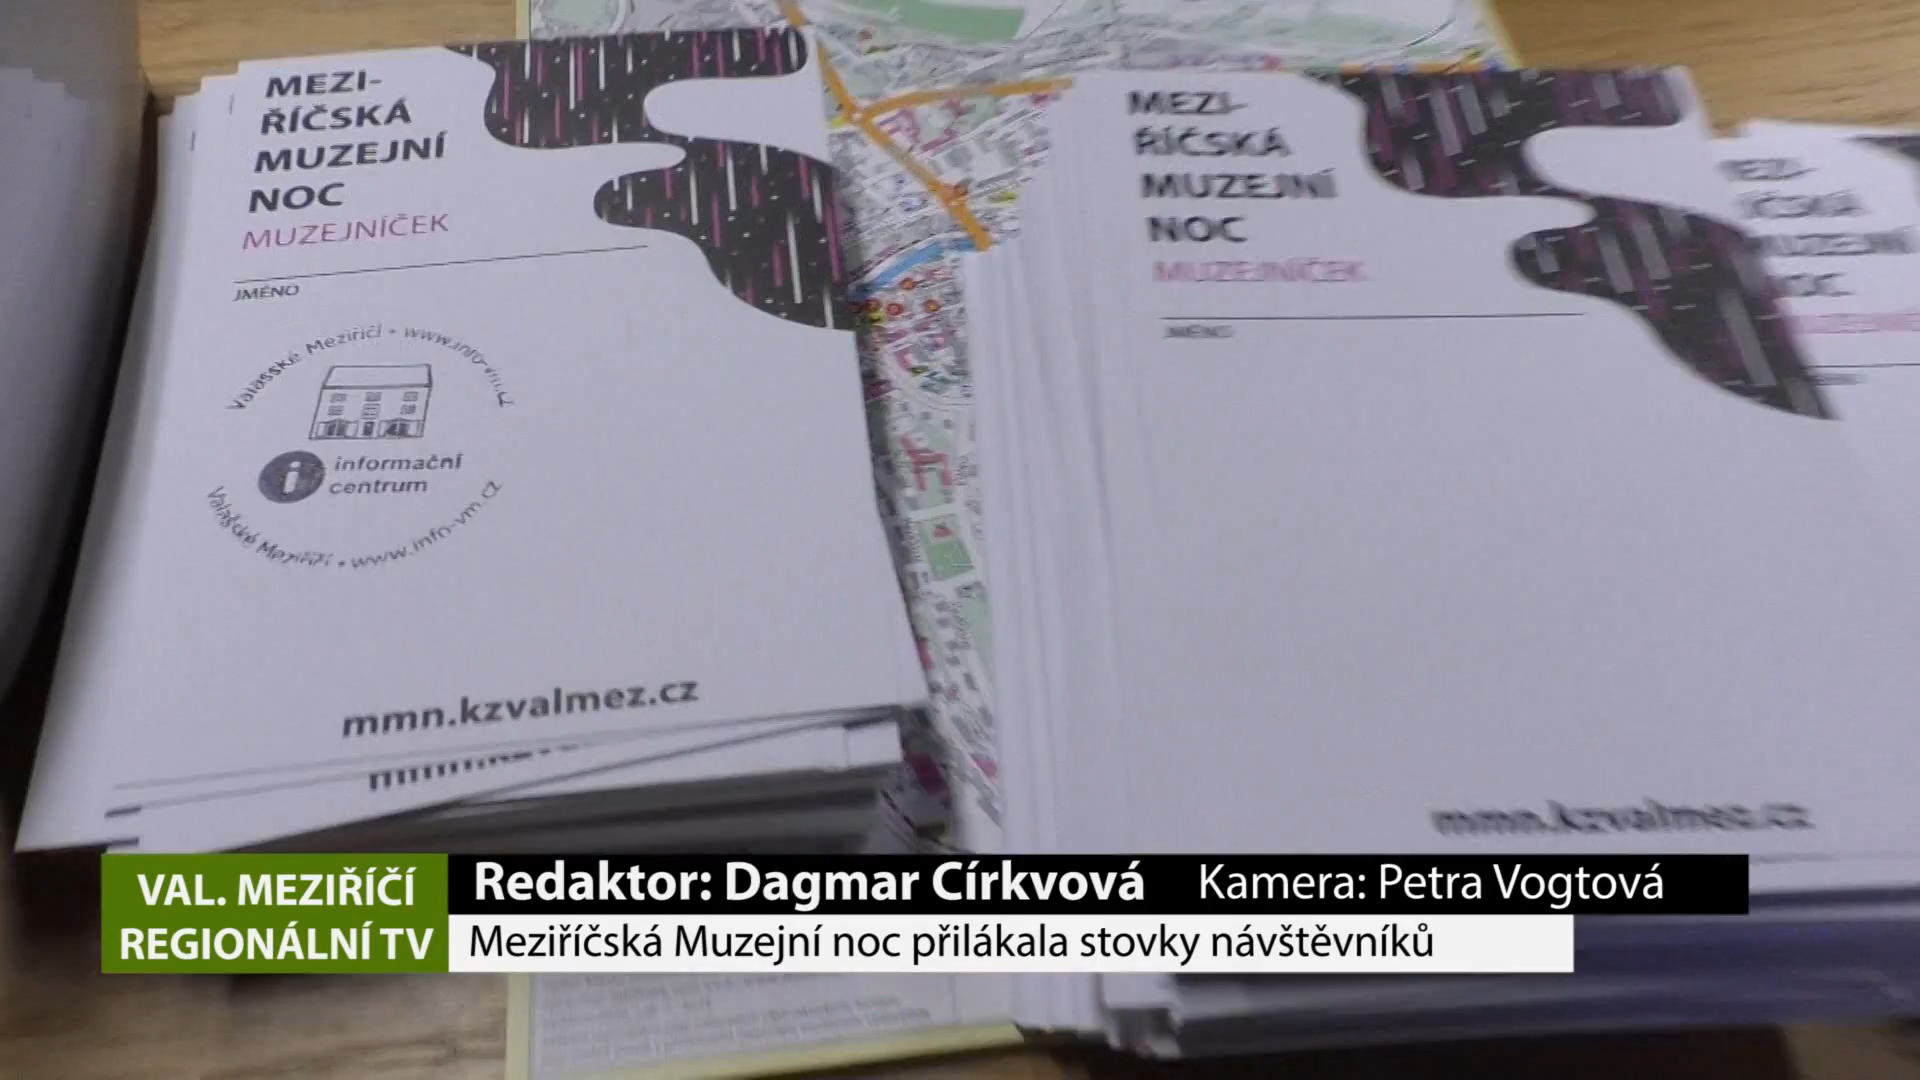 MEZI-
ŘÍČSKÁ
MUZEJNÍ
NOC
MUZEJNÍČEK
JMÉNO
Valašské Meziříčí • www.info-vm.cz
informační
centrum
Valašské Meziříčí • www.info-vm.cz
mmn.kzvalmez.cz
MEZI-
ŘÍČSKÁ
MUZEJNÍ
NOC
MUZEJNÍČEK
JMÉNO
mmn.kzvalmez.cz
VAL. MEZIŘÍČÍ
REGIONÁLNÍ TV
Redaktor: Dagmar Církvová Kamera: Petra Vogtová
Meziříčská Muzejní noc přilákala stovky návštěvníků